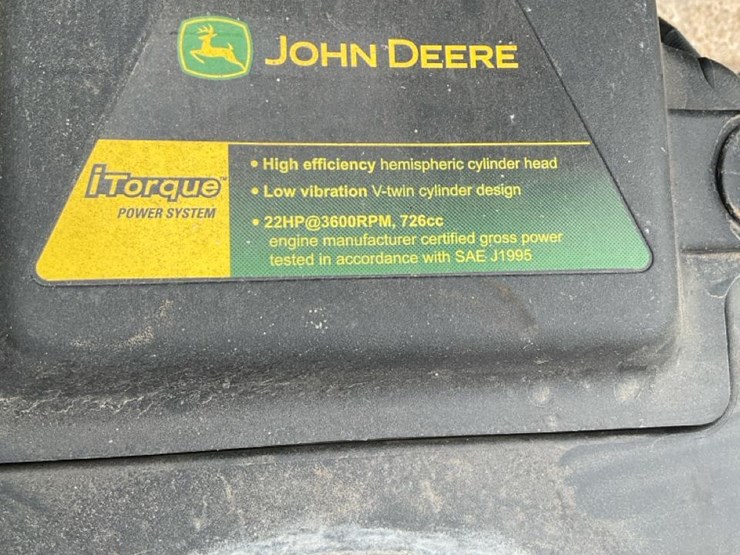 JOHN DEERE
iTorque™
POWER SYSTEM
• High efficiency hemispheric cylinder head
• Low vibration V-twin cylinder design
• 22HP@3600RPM, 726cc
engine manufacturer certified gross power
tested in accordance with SAE J1995